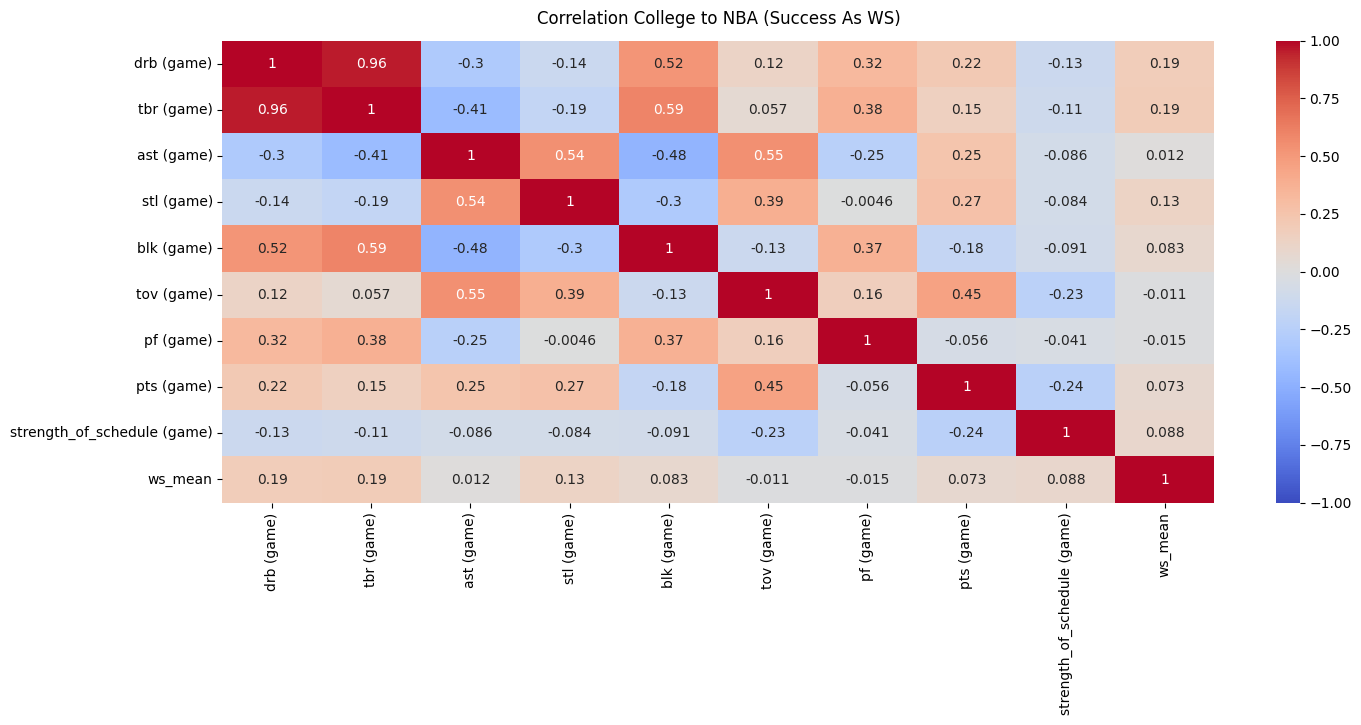 Correlation College to NBA (Success As WS)
drb (game) 1 0.96 -0.3 -0.14 0.52 0.12 0.32 0.22 -0.13 0.19
tbr (game) 0.96 1 -0.41 -0.19 0.59 0.057 0.38 0.15 -0.11 0.19
ast (game) -0.3 -0.41 1 0.54 -0.48 0.55 -0.25 0.25 -0.086 0.012
stl (game) -0.14 -0.19 0.54 1 -0.3 0.39 -0.0046 0.27 -0.084 0.13
blk (game) 0.52 0.59 -0.48 -0.3 1 -0.13 0.37 -0.18 -0.091 0.083
tov (game) 0.12 0.057 0.55 0.39 -0.13 1 0.16 0.45 -0.23 -0.011
pf (game) 0.32 0.38 -0.25 -0.0046 0.37 0.16 1 -0.056 -0.041 -0.015
pts (game) 0.22 0.15 0.25 0.27 -0.18 0.45 -0.056 1 -0.24 0.073
strength_of_schedule (game) -0.13 -0.11 -0.086 -0.084 -0.091 -0.23 -0.041 -0.24 1 0.088
ws_mean 0.19 0.19 0.012 0.13 0.083 -0.011 -0.015 0.073 0.088 1
drb (game)
tbr (game)
ast (game)
stl (game)
blk (game)
tov (game)
pf (game)
pts (game)
strength_of_schedule (game)
ws_mean
1.00
0.75
0.50
0.25
0.00
−0.25
−0.50
−0.75
−1.00